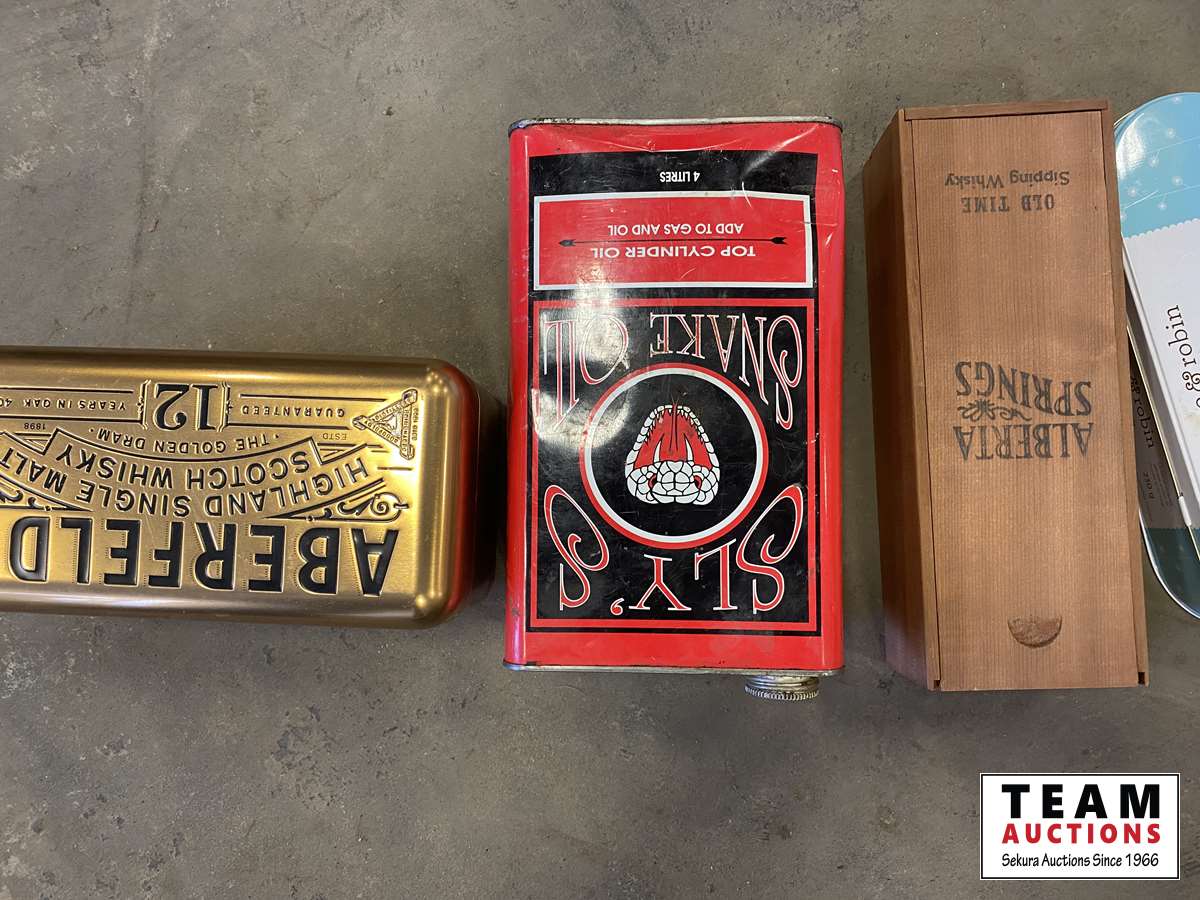 ABERFELD
HIGHLAND SINGLE MALT
SCOTCH WHISKY
· THE GOLDEN DRAM ·
ESTD 1898
GUARANTEED 12 YEARS IN OAK
SLY'S
SNAKE OIL
TOP CYLINDER OIL
ADD TO GAS AND OIL
4 LITRES
ALBERTA
SPRINGS
OLD TIME
Sipping Whisky
& robin
TEAM
AUCTIONS
Sekura Auctions Since 1966